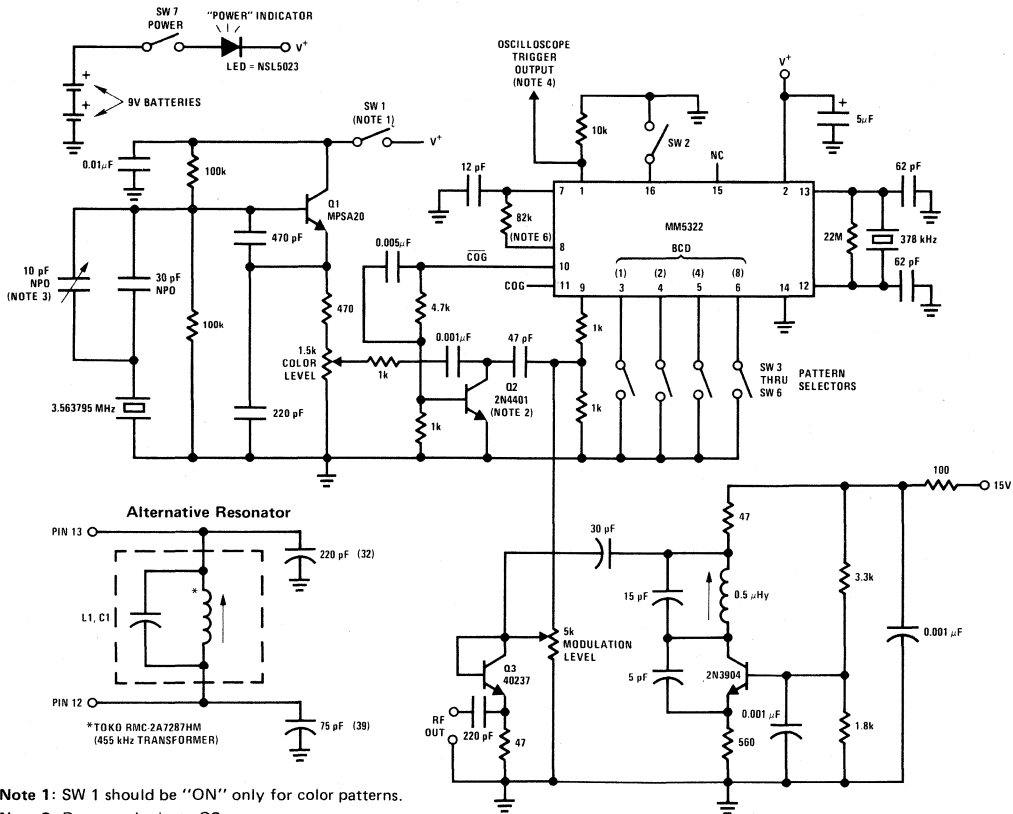 SW 7
POWER
"POWER" INDICATOR
V+
LED = NSL5023
+
+
9V BATTERIES
SW 1
(NOTE 1)
V+
0.01µF
100k
Q1
MPSA20
470 pF
10 pF
NPO
(NOTE 3)
30 pF
NPO
100k
470
1.5k
COLOR
LEVEL
3.563795 MHz
220 pF
OSCILLOSCOPE
TRIGGER
OUTPUT
(NOTE 4)
10k
SW 2
V+
+
5µF
NC
12 pF
7
1
16
15
2
13
62 pF
82k
(NOTE 6)
MM5322
22M
378 kHz
8
BCD
62 pF
0.005µF
COG
10
(1)
(2)
(4)
(8)
COG
11
9
3
4
5
6
14
12
4.7k
1k
0.001µF
47 pF
1k
Q2
2N4401
(NOTE 2)
1k
1k
SW 3
THRU
SW 6
PATTERN
SELECTORS
100
15V
Alternative Resonator
PIN 13
220 pF (32)
L1, C1
*
PIN 12
75 pF (39)
*TOKO RMC-2A7287HM
(455 kHz TRANSFORMER)
30 pF
47
15 pF
0.5 µHy
3.3k
0.001 µF
5k
MODULATION
LEVEL
Q3
40237
5 pF
2N3904
0.001 µF
RF
OUT
220 pF
47
560
1.8k
Note 1: SW 1 should be "ON" only for color patterns.